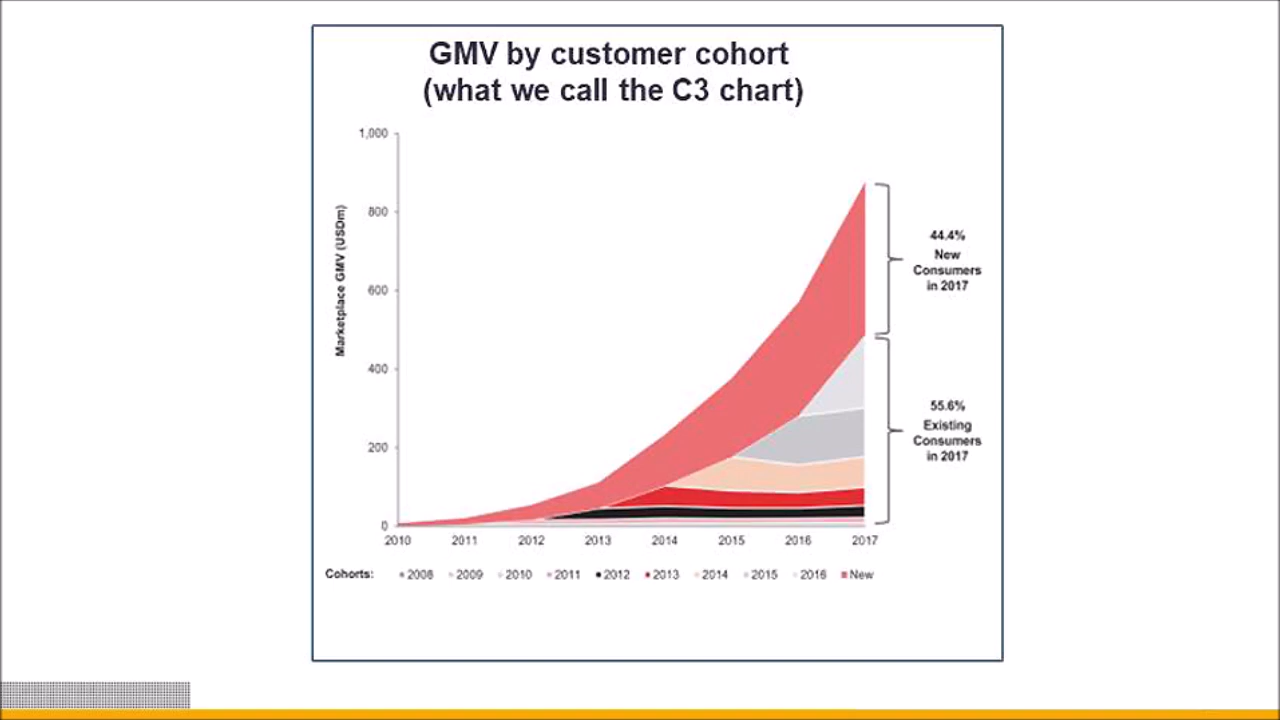 GMV by customer cohort
(what we call the C3 chart)
1,000
800
600
400
200
0
Marketplace GMV (USDm)
2010 2011 2012 2013 2014 2015 2016 2017
44.4%
New
Consumers
in 2017
55.6%
Existing
Consumers
in 2017
Cohorts: 2008 2009 2010 2011 2012 2013 2014 2015 2016 New